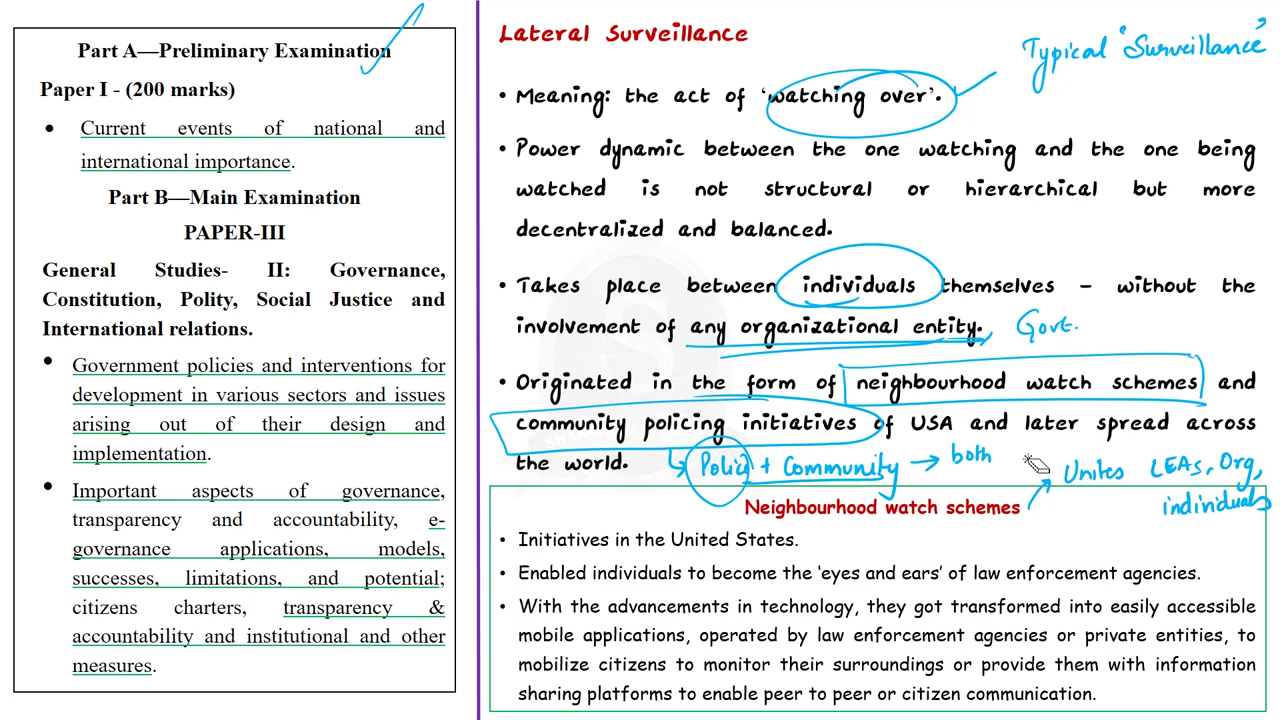 Part A—Preliminary Examination
Paper I - (200 marks)
• Current events of national and
international importance.
Part B—Main Examination
PAPER-III
General Studies- II: Governance,
Constitution, Polity, Social Justice and
International relations.
• Government policies and interventions for
development in various sectors and issues
arising out of their design and
implementation.
• Important aspects of governance,
transparency and accountability, e-
governance applications, models,
successes, limitations, and potential;
citizens charters, transparency &
accountability and institutional and other
measures.
Lateral Surveillance
Typical 'Surveillance'
• Meaning: the act of 'watching over'.
• Power dynamic between the one watching and the one being
watched is not structural or hierarchical but more
decentralized and balanced.
• Takes place between individuals themselves – without the
involvement of any organizational entity.
Govt.
• Originated in the form of neighbourhood watch schemes and
community policing initiatives of USA and later spread across
the world.
Police + Community → both
Unites LEAs, Org,
individuals
Neighbourhood watch schemes
• Initiatives in the United States.
• Enabled individuals to become the 'eyes and ears' of law enforcement agencies.
• With the advancements in technology, they got transformed into easily accessible
mobile applications, operated by law enforcement agencies or private entities, to
mobilize citizens to monitor their surroundings or provide them with information
sharing platforms to enable peer to peer or citizen communication.